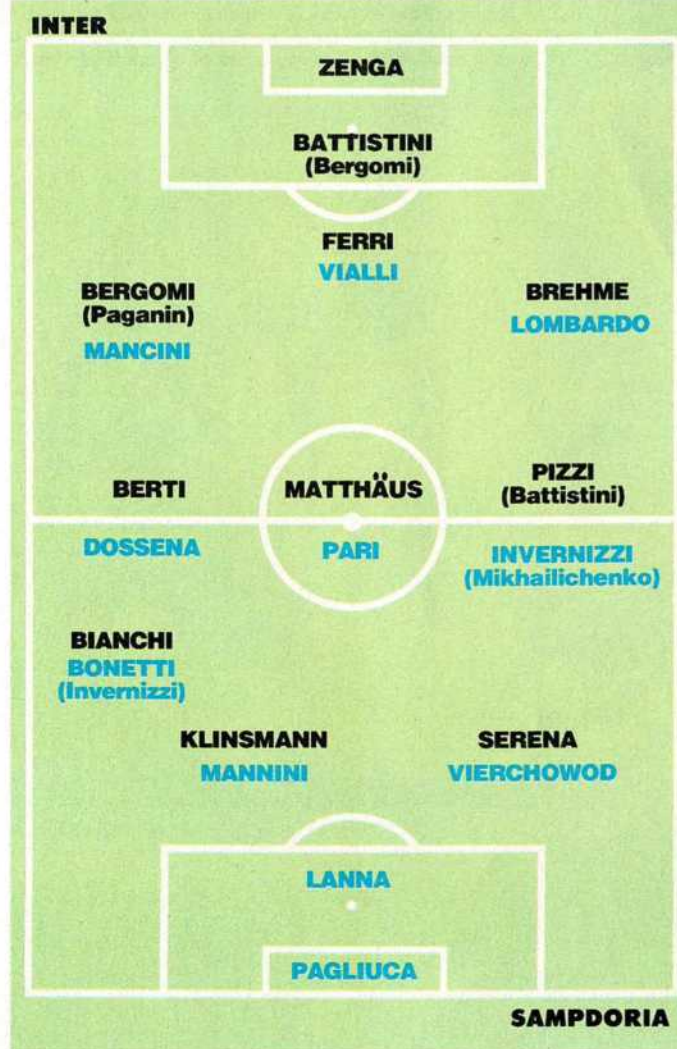 INTER
ZENGA
BATTISTINI
(Bergomi)
FERRI
VIALLI
BERGOMI
(Paganin)
MANCINI
BREHME
LOMBARDO
BERTI
MATTHÄUS
PIZZI
(Battistini)
DOSSENA
PARI
INVERNIZZI
(Mikhailichenko)
BIANCHI
BONETTI
(Invernizzi)
KLINSMANN
MANNINI
SERENA
VIERCHOWOD
LANNA
PAGLIUCA
SAMPDORIA